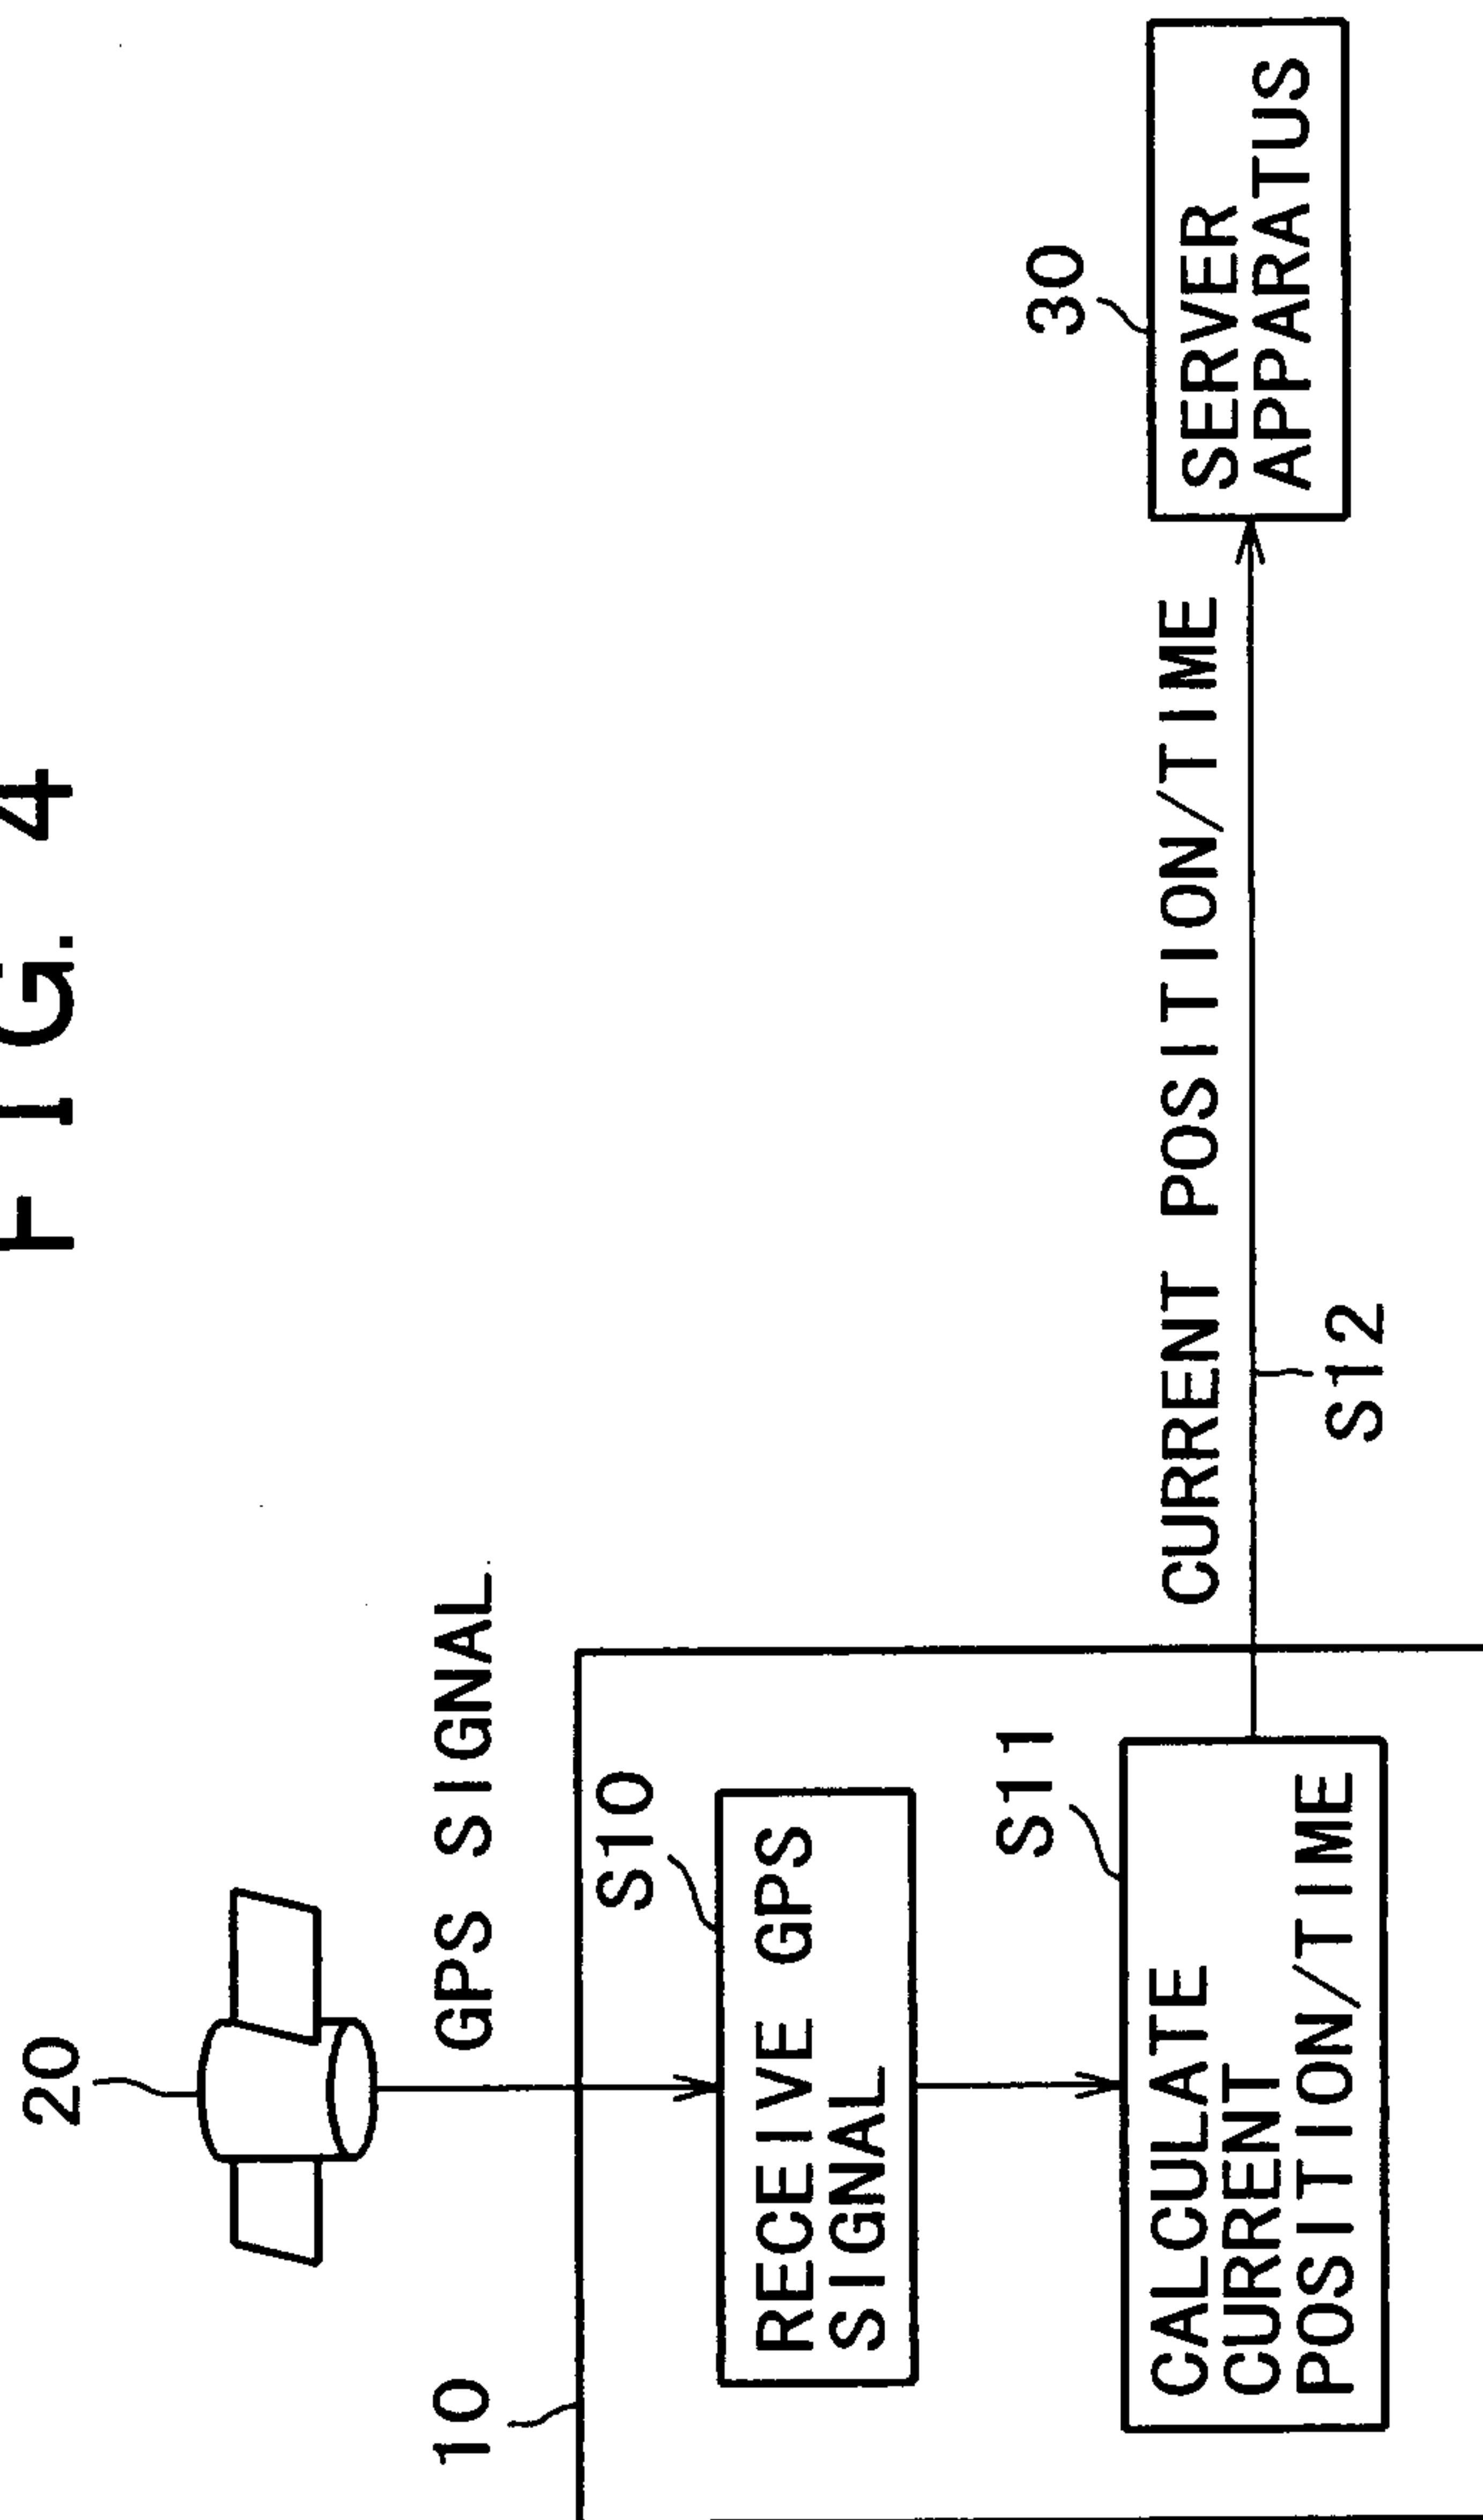 FIG. 4
20
GPS SIGNAL
10
S10
RECEIVE GPS
SIGNAL
S11
CALCULATE
CURRENT
POSITION/TIME
CURRENT POSITION/TIME
S12
30
SERVER
APPARATUS